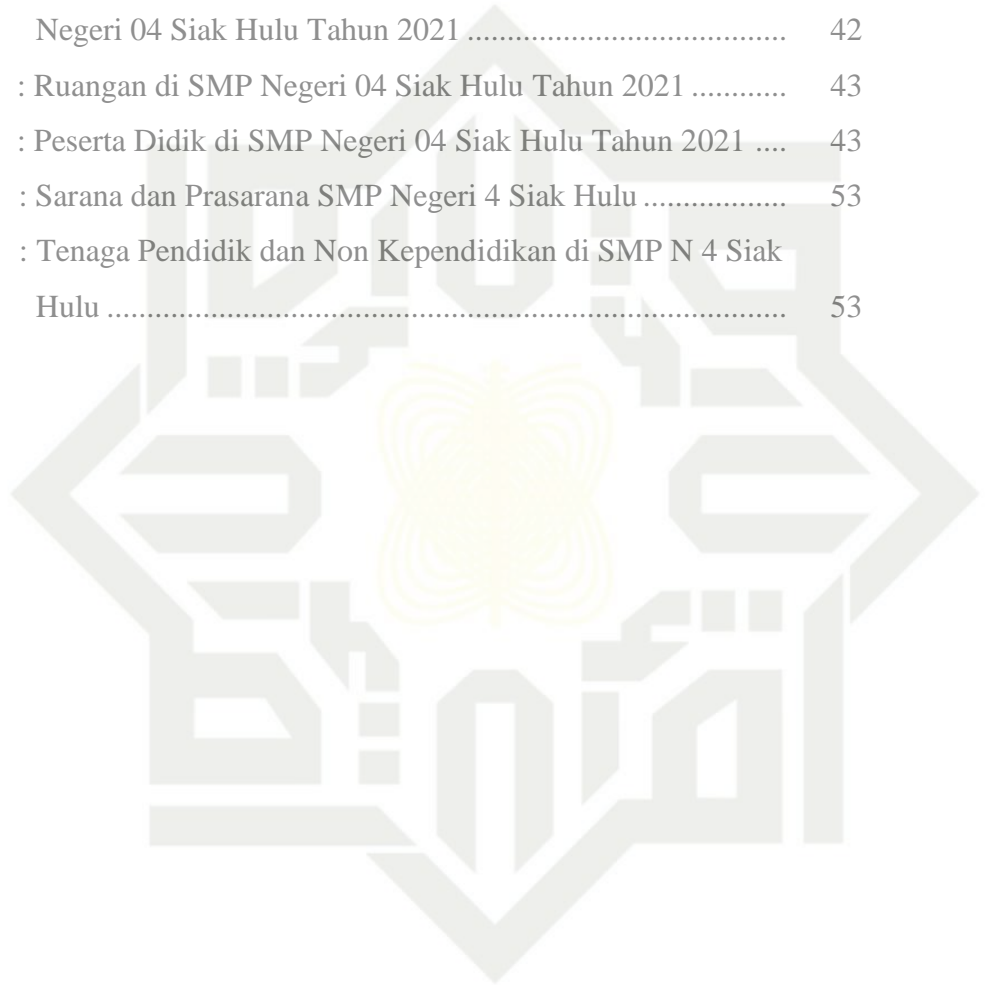 Negeri 04 Siak Hulu Tahun 2021 ........................................ 42
: Ruangan di SMP Negeri 04 Siak Hulu Tahun 2021 ............ 43
: Peserta Didik di SMP Negeri 04 Siak Hulu Tahun 2021 .... 43
: Sarana dan Prasarana SMP Negeri 4 Siak Hulu .................. 53
: Tenaga Pendidik dan Non Kependidikan di SMP N 4 Siak
Hulu ..................................................................................... 53